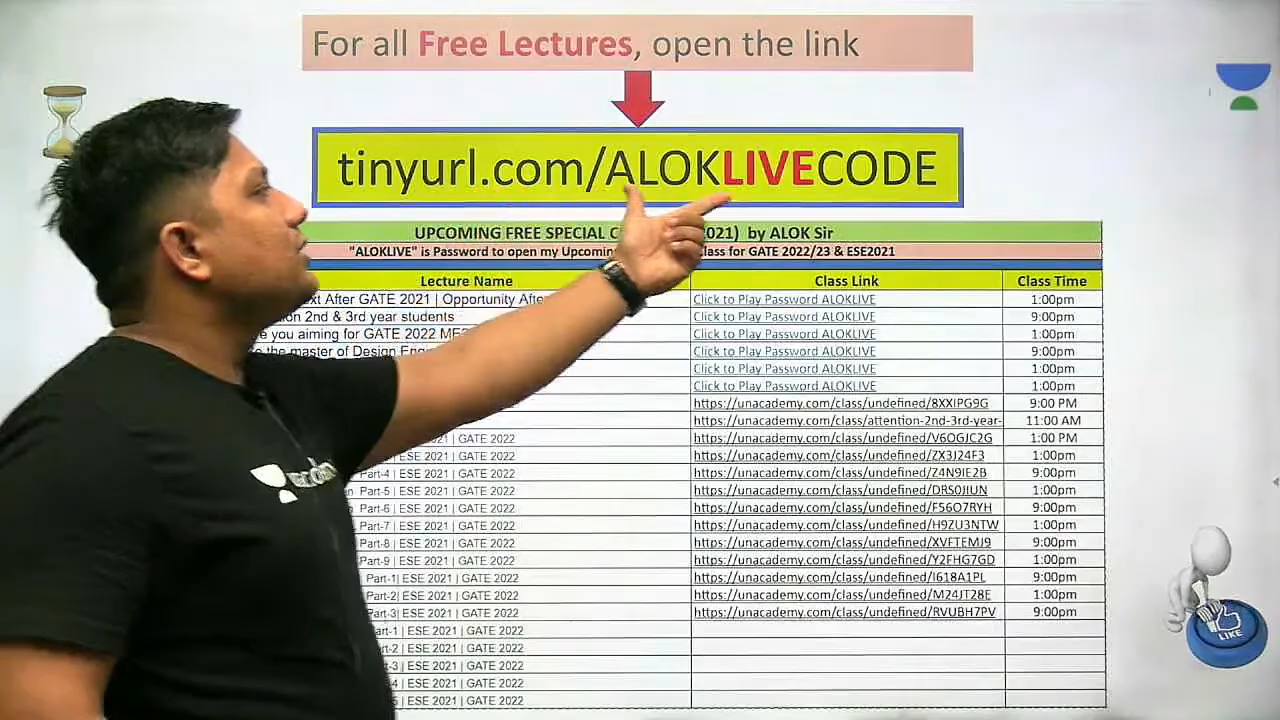 For all Free Lectures, open the link
tinyurl.com/ALOKLIVECODE
UPCOMING FREE SPECIAL 2021) by ALOK Sir
"ALOKLIVE" is Password to open my Upcoming class for GATE 2022/23 & ESE2021
Lecture Name Class Link Class Time
After GATE 2021 | Opportunity Click to Play Password ALOKLIVE 1:00pm
2nd & 3rd year students Click to Play Password ALOKLIVE 9:00pm
you aiming for GATE 2022 Click to Play Password ALOKLIVE 1:00pm
the master of Design Click to Play Password ALOKLIVE 9:00pm
Click to Play Password ALOKLIVE 1:00pm
Click to Play Password ALOKLIVE 1:00pm
https://unacademy.com/class/undefined/8XXIPG9G 9:00 PM
https://unacademy.com/class/attention-2nd-3rd-year- 11:00 AM
| GATE 2022 https://unacademy.com/class/undefined/V6OGJC2G 1:00 PM
| ESE 2021 | GATE 2022 https://unacademy.com/class/undefined/ZX3J24F3 1:00pm
Part-4 | ESE 2021 | GATE 2022 https://unacademy.com/class/undefined/Z4N9IE2B 9:00pm
Part-5 | ESE 2021 | GATE 2022 https://unacademy.com/class/undefined/DRS0JIUN 1:00pm
Part-6 | ESE 2021 | GATE 2022 https://unacademy.com/class/undefined/F56O7RYH 9:00pm
Part-7 | ESE 2021 | GATE 2022 https://unacademy.com/class/undefined/H9ZU3NTW 1:00pm
Part-8 | ESE 2021 | GATE 2022 https://unacademy.com/class/undefined/XVFTEMJ9 9:00pm
Part-9 | ESE 2021 | GATE 2022 https://unacademy.com/class/undefined/Y2FHG7GD 1:00pm
Part-1| ESE 2021 | GATE 2022 https://unacademy.com/class/undefined/I618A1PL 9:00pm
Part-2| ESE 2021 | GATE 2022 https://unacademy.com/class/undefined/M24JT28E 1:00pm
Part-3| ESE 2021 | GATE 2022 https://unacademy.com/class/undefined/RVUBH7PV 9:00pm
art-1 | ESE 2021 | GATE 2022
-2 | ESE 2021 | GATE 2022
-3 | ESE 2021 | GATE 2022
| ESE 2021 | GATE 2022
| ESE 2021 | GATE 2022
LIKE